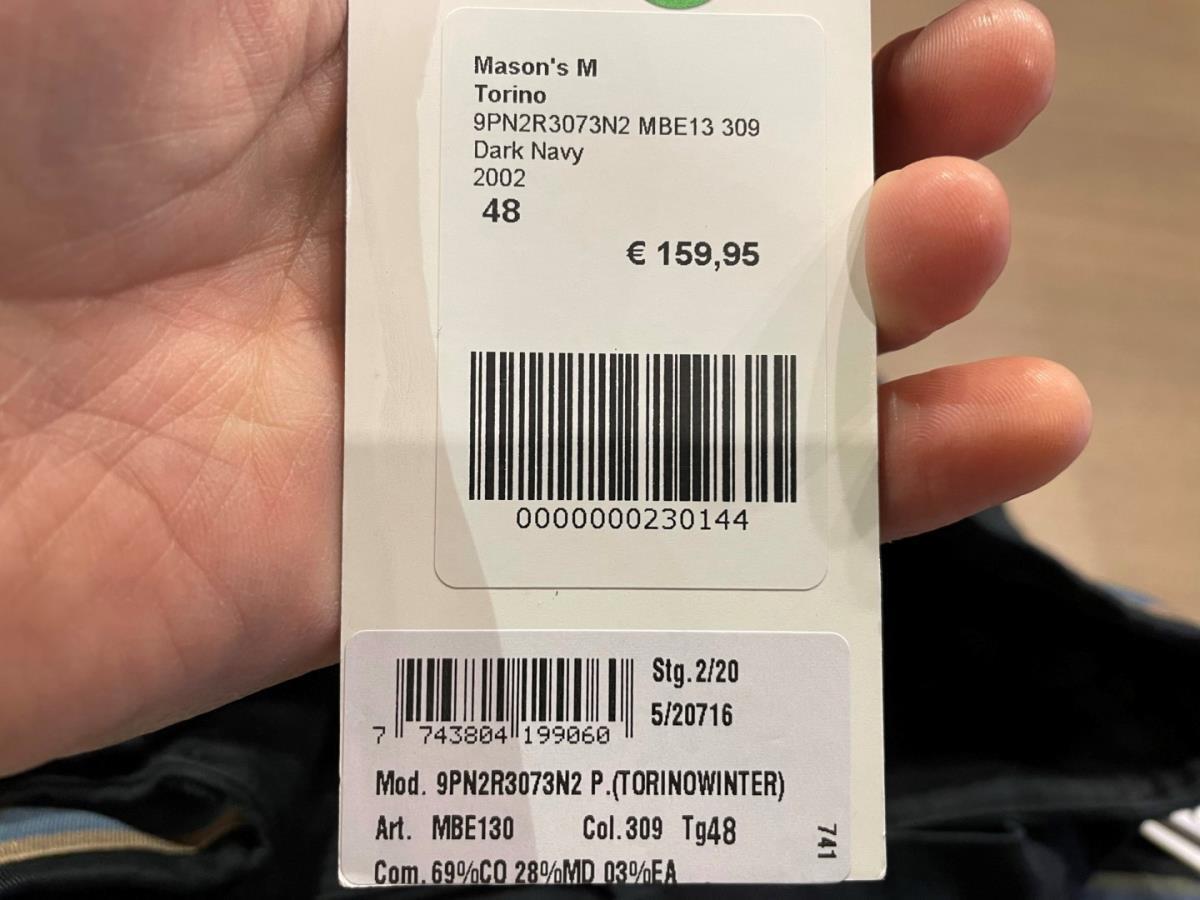 Mason's M
Torino
9PN2R3073N2 MBE13 309
Dark Navy
2002
48
€ 159,95
0000000230144
Stg.2/20
5/20716
7 743804 199060
Mod. 9PN2R3073N2 P.(TORINOWINTER)
Art. MBE130 Col.309 Tg48
741
Com.69%CO 28%MD 03%EA